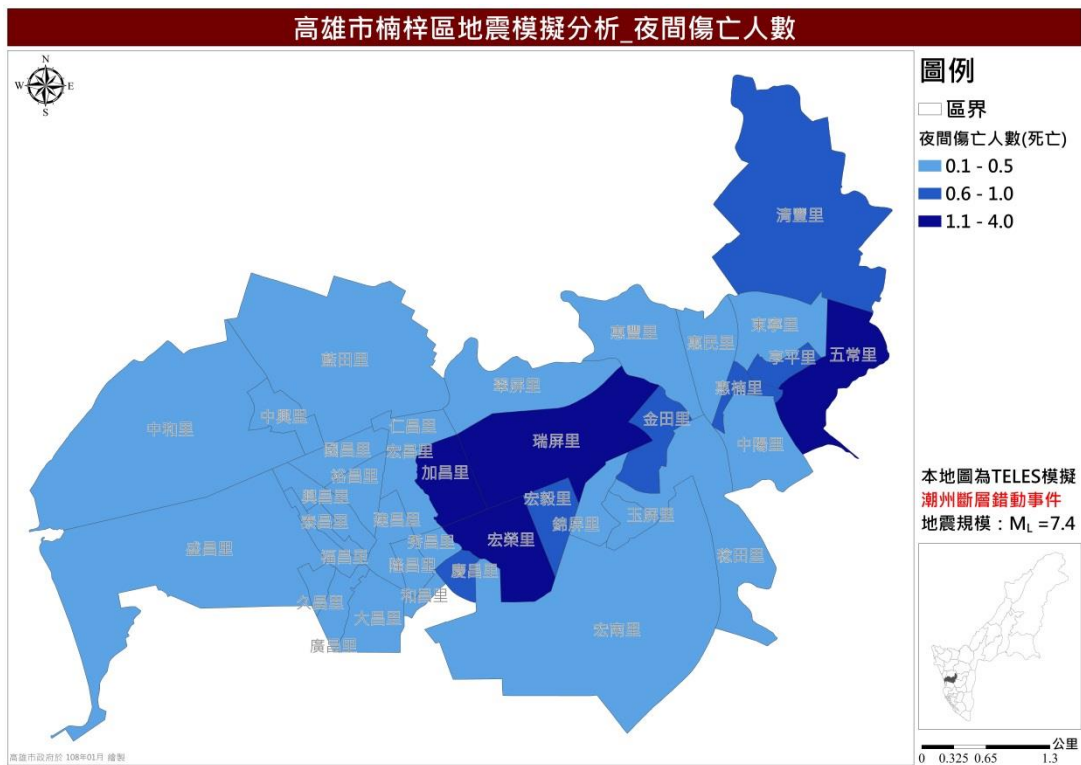 高雄市楠梓區地震模擬分析_夜間傷亡人數
N
W E
S
圖例
區界
夜間傷亡人數(死亡)
0.1 - 0.5
0.6 - 1.0
1.1 - 4.0
清豐里
東寧里
惠豐里
惠民里
五常里
享平里
藍田里
翠屏里
惠楠里
中興里
金田里
中和里
仁昌里
瑞屏里
中陽里
國昌里
宏昌里
加昌里
裕昌里
興昌里
宏毅里
建昌里
玉屏里
泰昌里
錦屏里
宏榮里
秀昌里
盛昌里
福昌里
稔田里
隆昌里
慶昌里
和昌里
久昌里
大昌里
宏南里
廣昌里
本地圖為TELES模擬
潮州斷層錯動事件
地震規模：ML =7.4
公里
0 0.325 0.65 1.3
高雄市政府於 108年01月 繪製